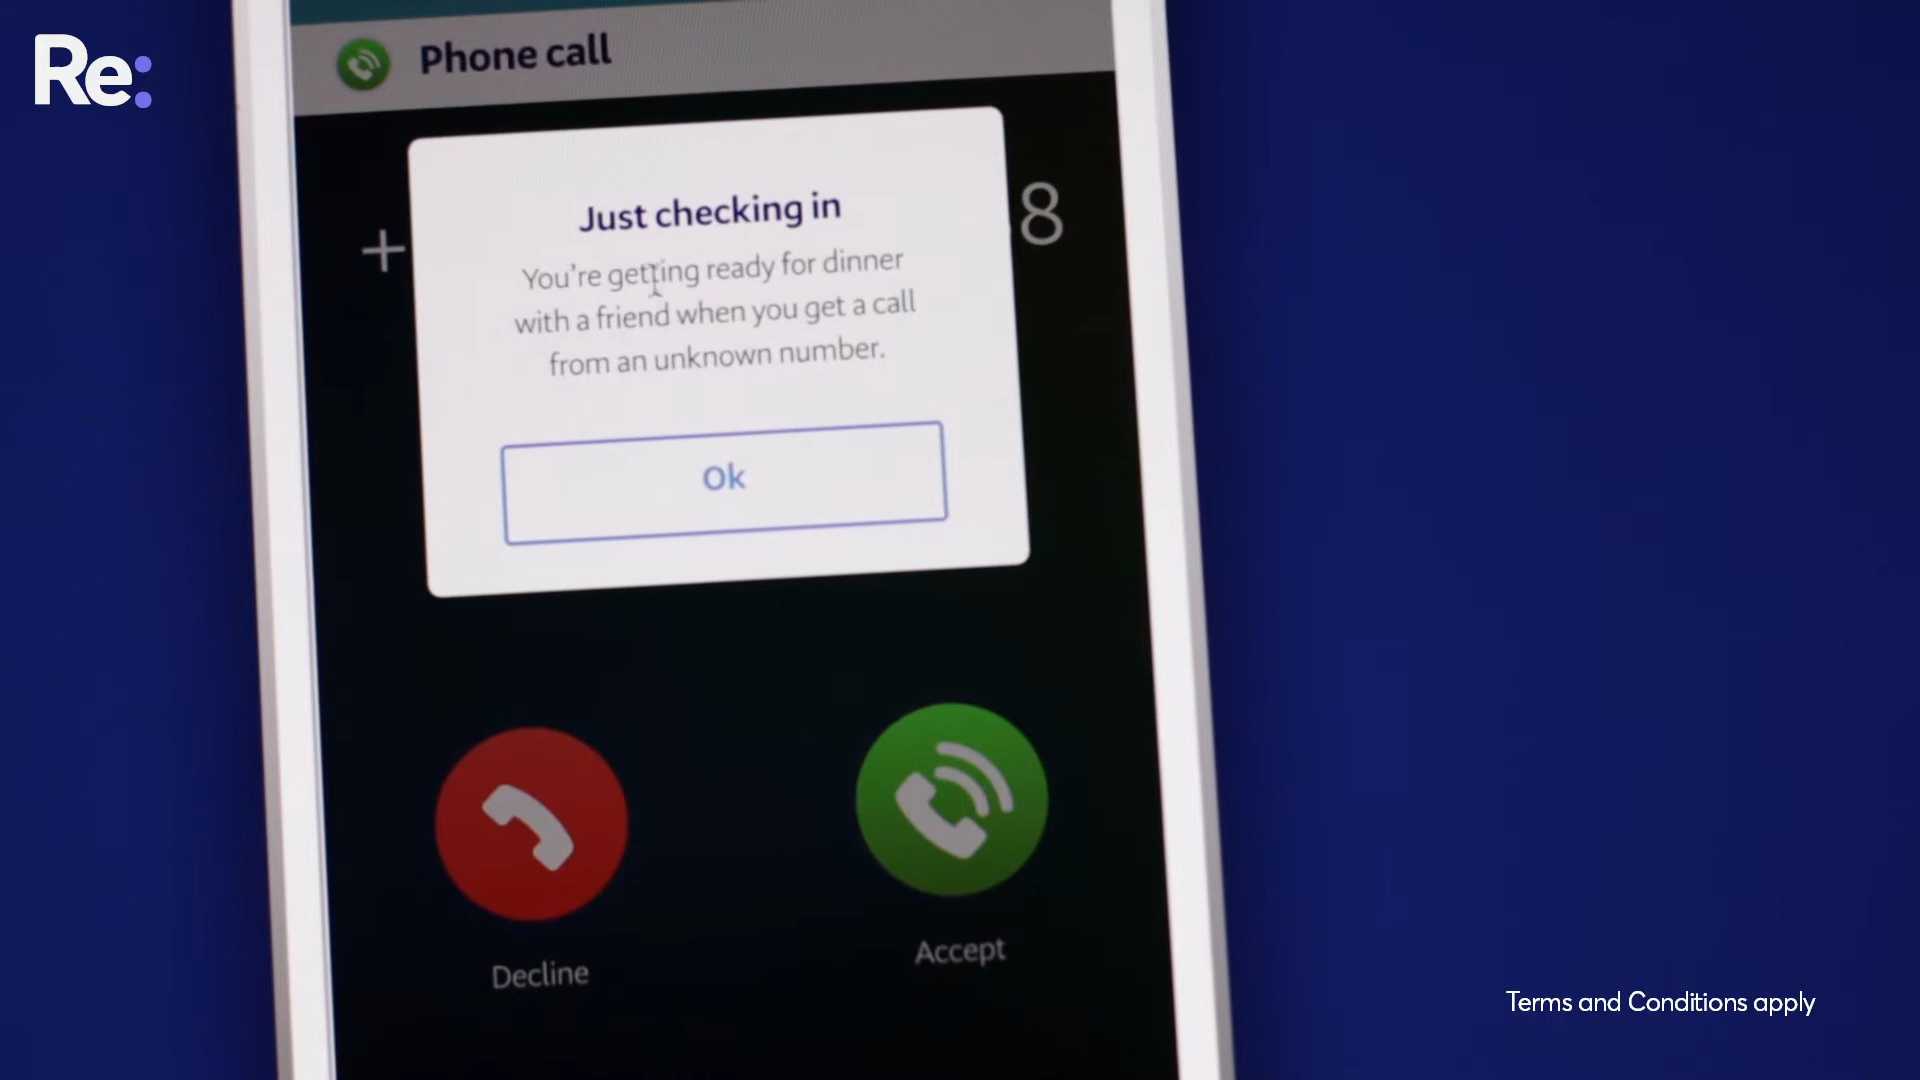 Re:
Phone call
+
8
Just checking in
You're getting ready for dinner
with a friend when you get a call
from an unknown number.
Ok
Decline
Accept
Terms and Conditions apply